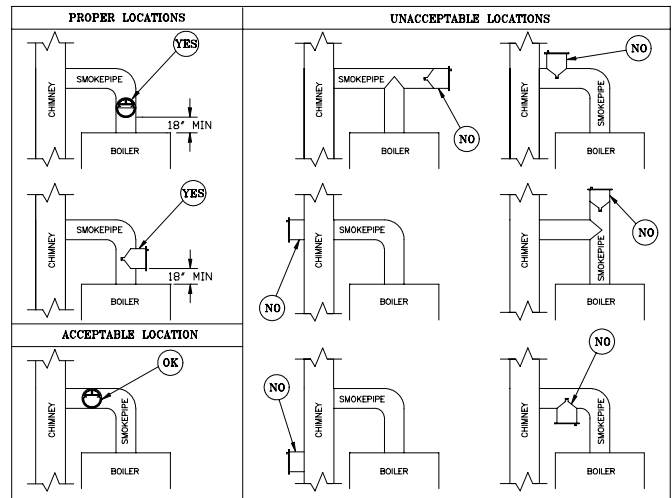 PROPER LOCATIONS
CHIMNEY
SMOKEPIPE
YES
18" MIN
BOILER
CHIMNEY
SMOKEPIPE
YES
18" MIN
BOILER
ACCEPTABLE LOCATION
CHIMNEY
OK
SMOKEPIPE
BOILER
UNACCEPTABLE LOCATIONS
CHIMNEY
SMOKEPIPE
NO
BOILER
CHIMNEY
NO
SMOKEPIPE
BOILER
NO
CHIMNEY
SMOKEPIPE
BOILER
CHIMNEY
NO
SMOKEPIPE
BOILER
NO
CHIMNEY
SMOKEPIPE
BOILER
CHIMNEY
NO
SMOKEPIPE
BOILER